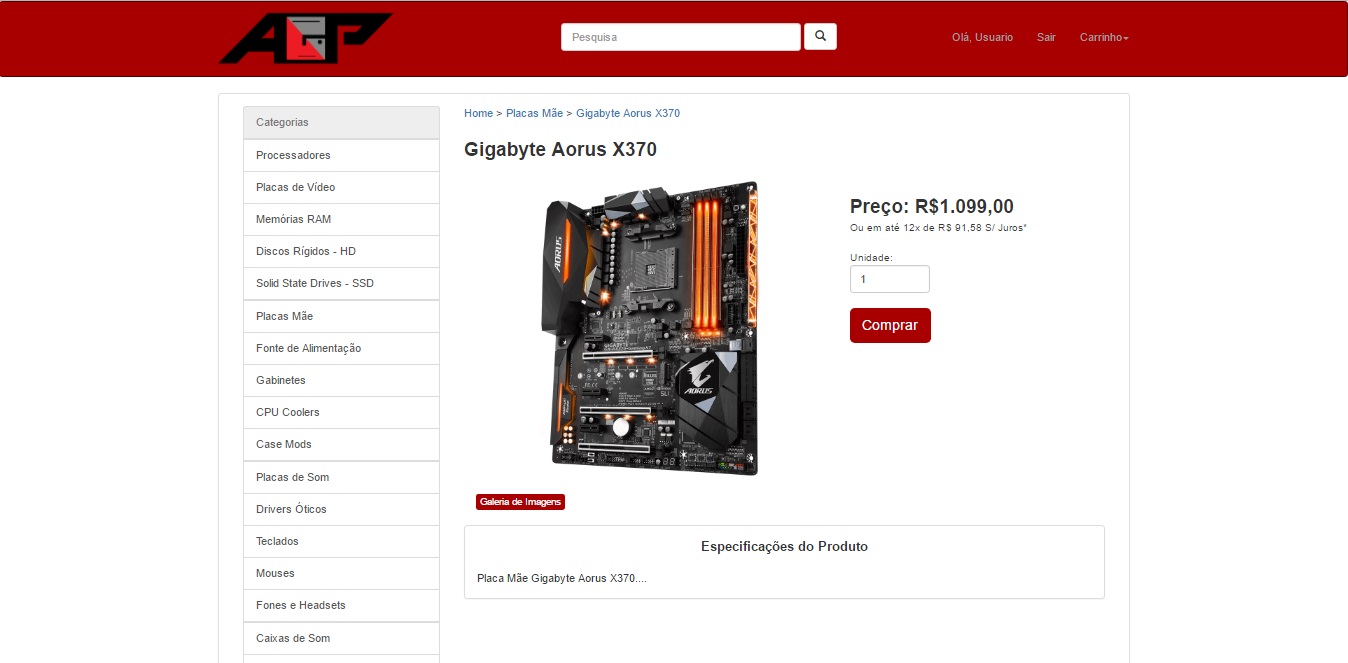 AGP
Pesquisa
Olá, Usuario
Sair
Carrinho
Categorias
Processadores
Placas de Vídeo
Memórias RAM
Discos Rígidos - HD
Solid State Drives - SSD
Placas Mãe
Fonte de Alimentação
Gabinetes
CPU Coolers
Case Mods
Placas de Som
Drivers Óticos
Teclados
Mouses
Fones e Headsets
Caixas de Som
Home > Placas Mãe > Gigabyte Aorus X370
Gigabyte Aorus X370
AORUS
GIGABYTE
SLI
AORUS
Preço: R$1.099,00
Ou em até 12x de R$ 91,58 S/ Juros*
Unidade:
1
Comprar
Galeria de Imagens
Especificações do Produto
Placa Mãe Gigabyte Aorus X370....